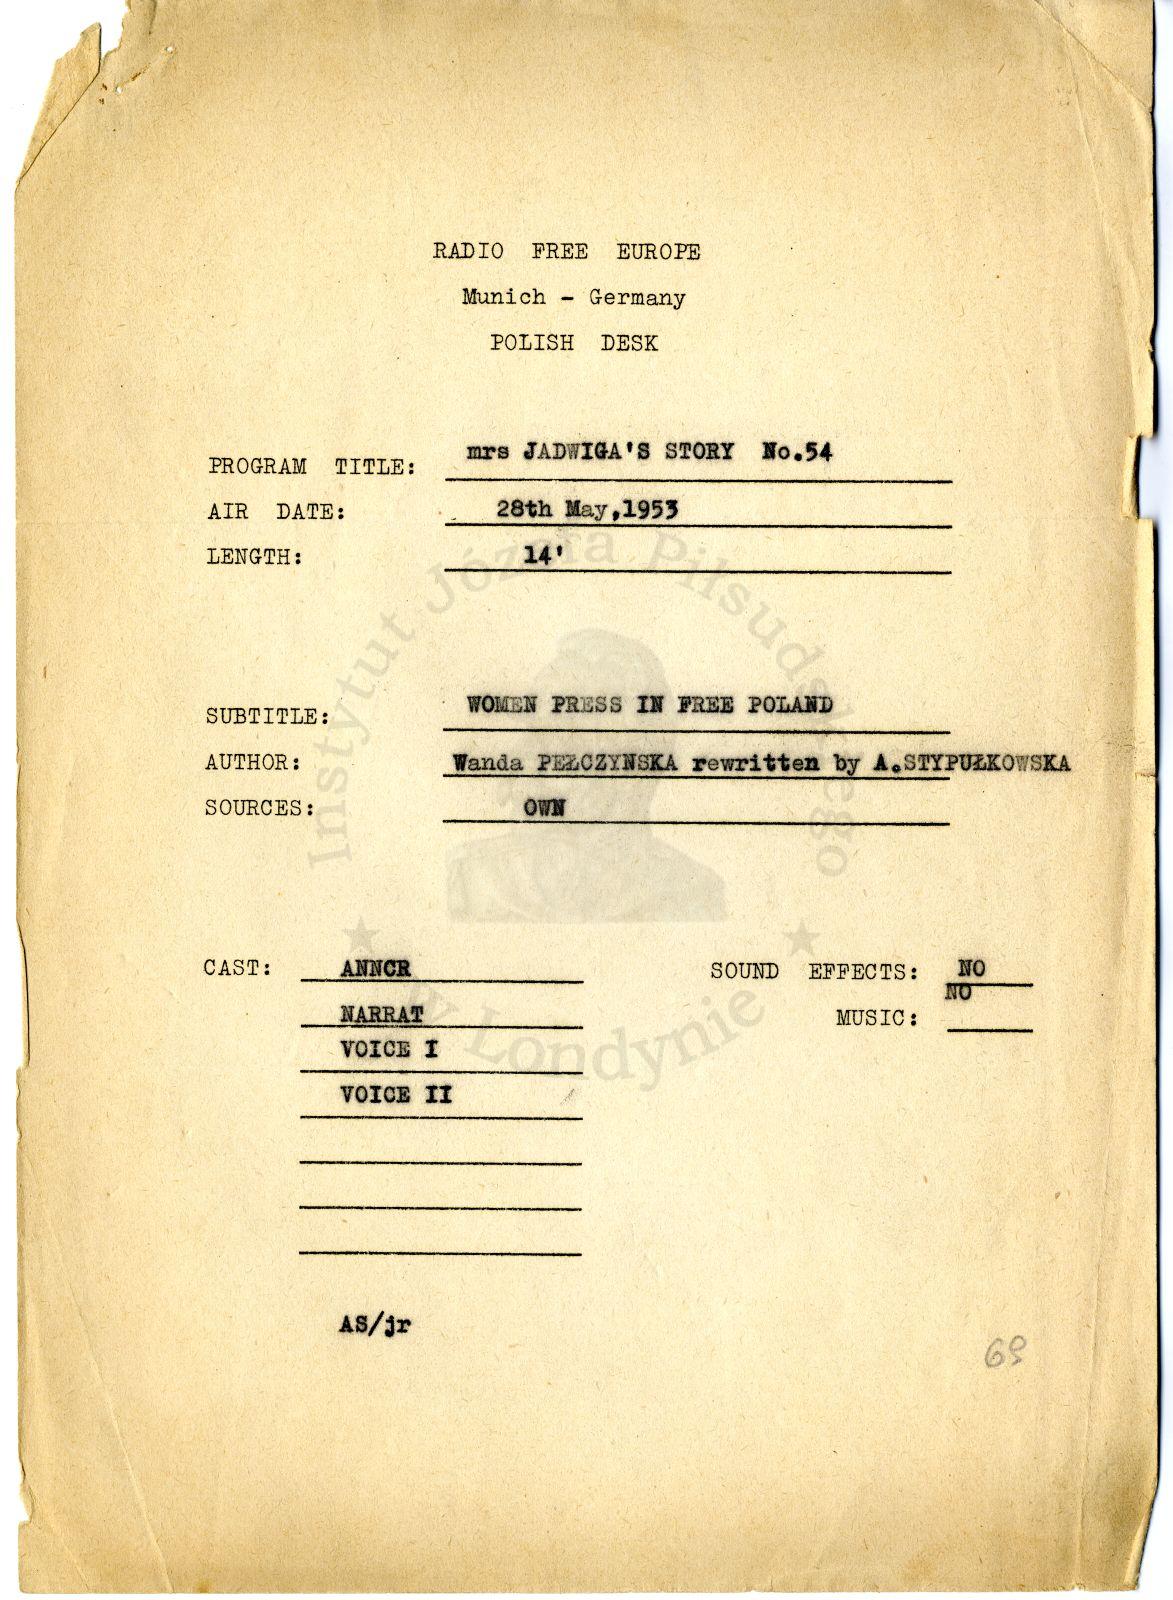 RADIO FREE EUROPE
Munich - Germany
POLISH DESK
PROGRAM TITLE: mrs JADWIGA'S STORY No.54
AIR DATE: 28th May,1953
LENGTH: 14'
SUBTITLE: WOMEN PRESS IN FREE POLAND
AUTHOR: Wanda PEŁCZYNSKA rewritten by A.STYPUŁKOWSKA
SOURCES: OWN
CAST: ANNCR SOUND EFFECTS: NO
NARRAT MUSIC: NO
VOICE I
VOICE II
AS/jr
69
Instytut Józefa Piłsudskiego
w Londynie